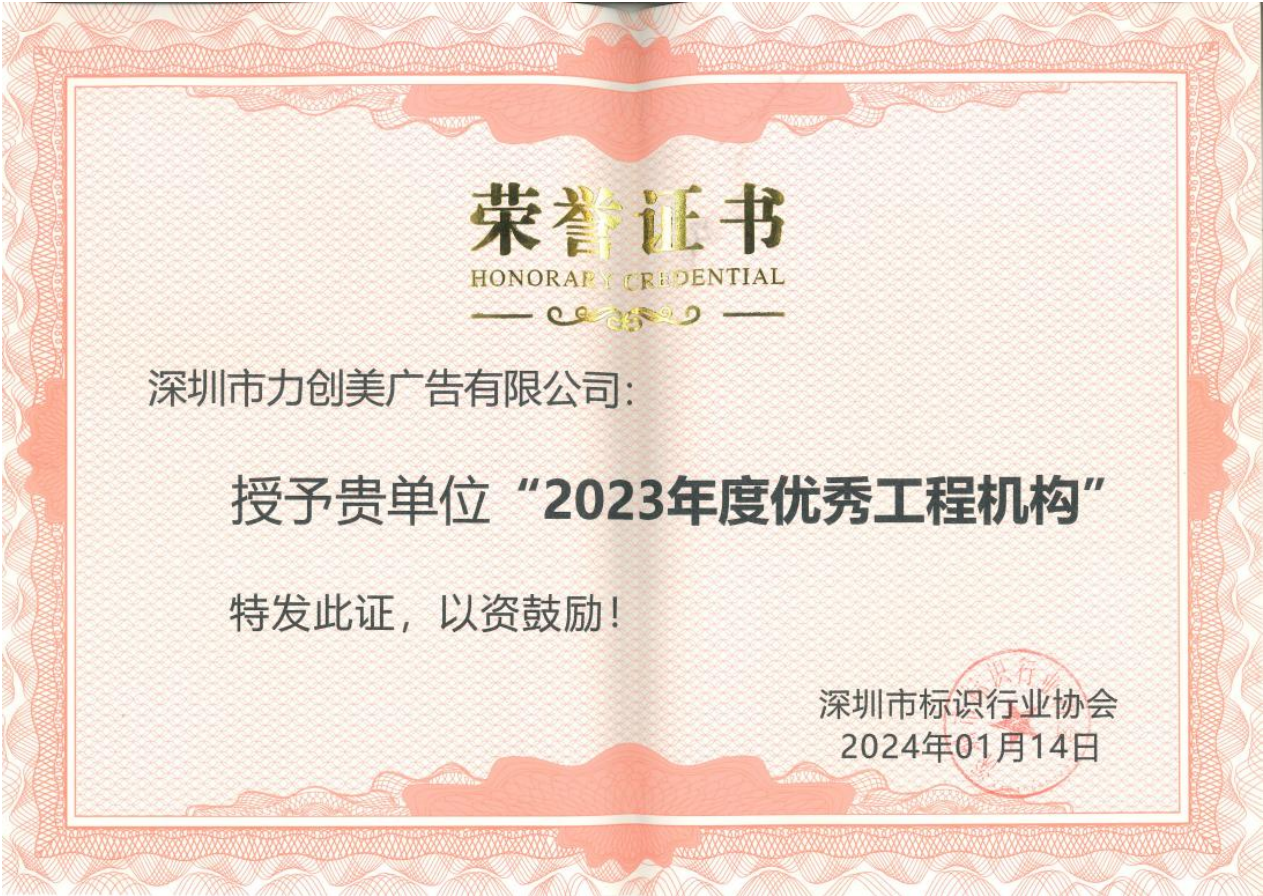 荣誉证书
HONORARY CREDENTIAL
深圳市力创美广告有限公司：
授予贵单位“2023年度优秀工程机构”
特发此证，以资鼓励！
深圳市标识行业协会
2024年01月14日